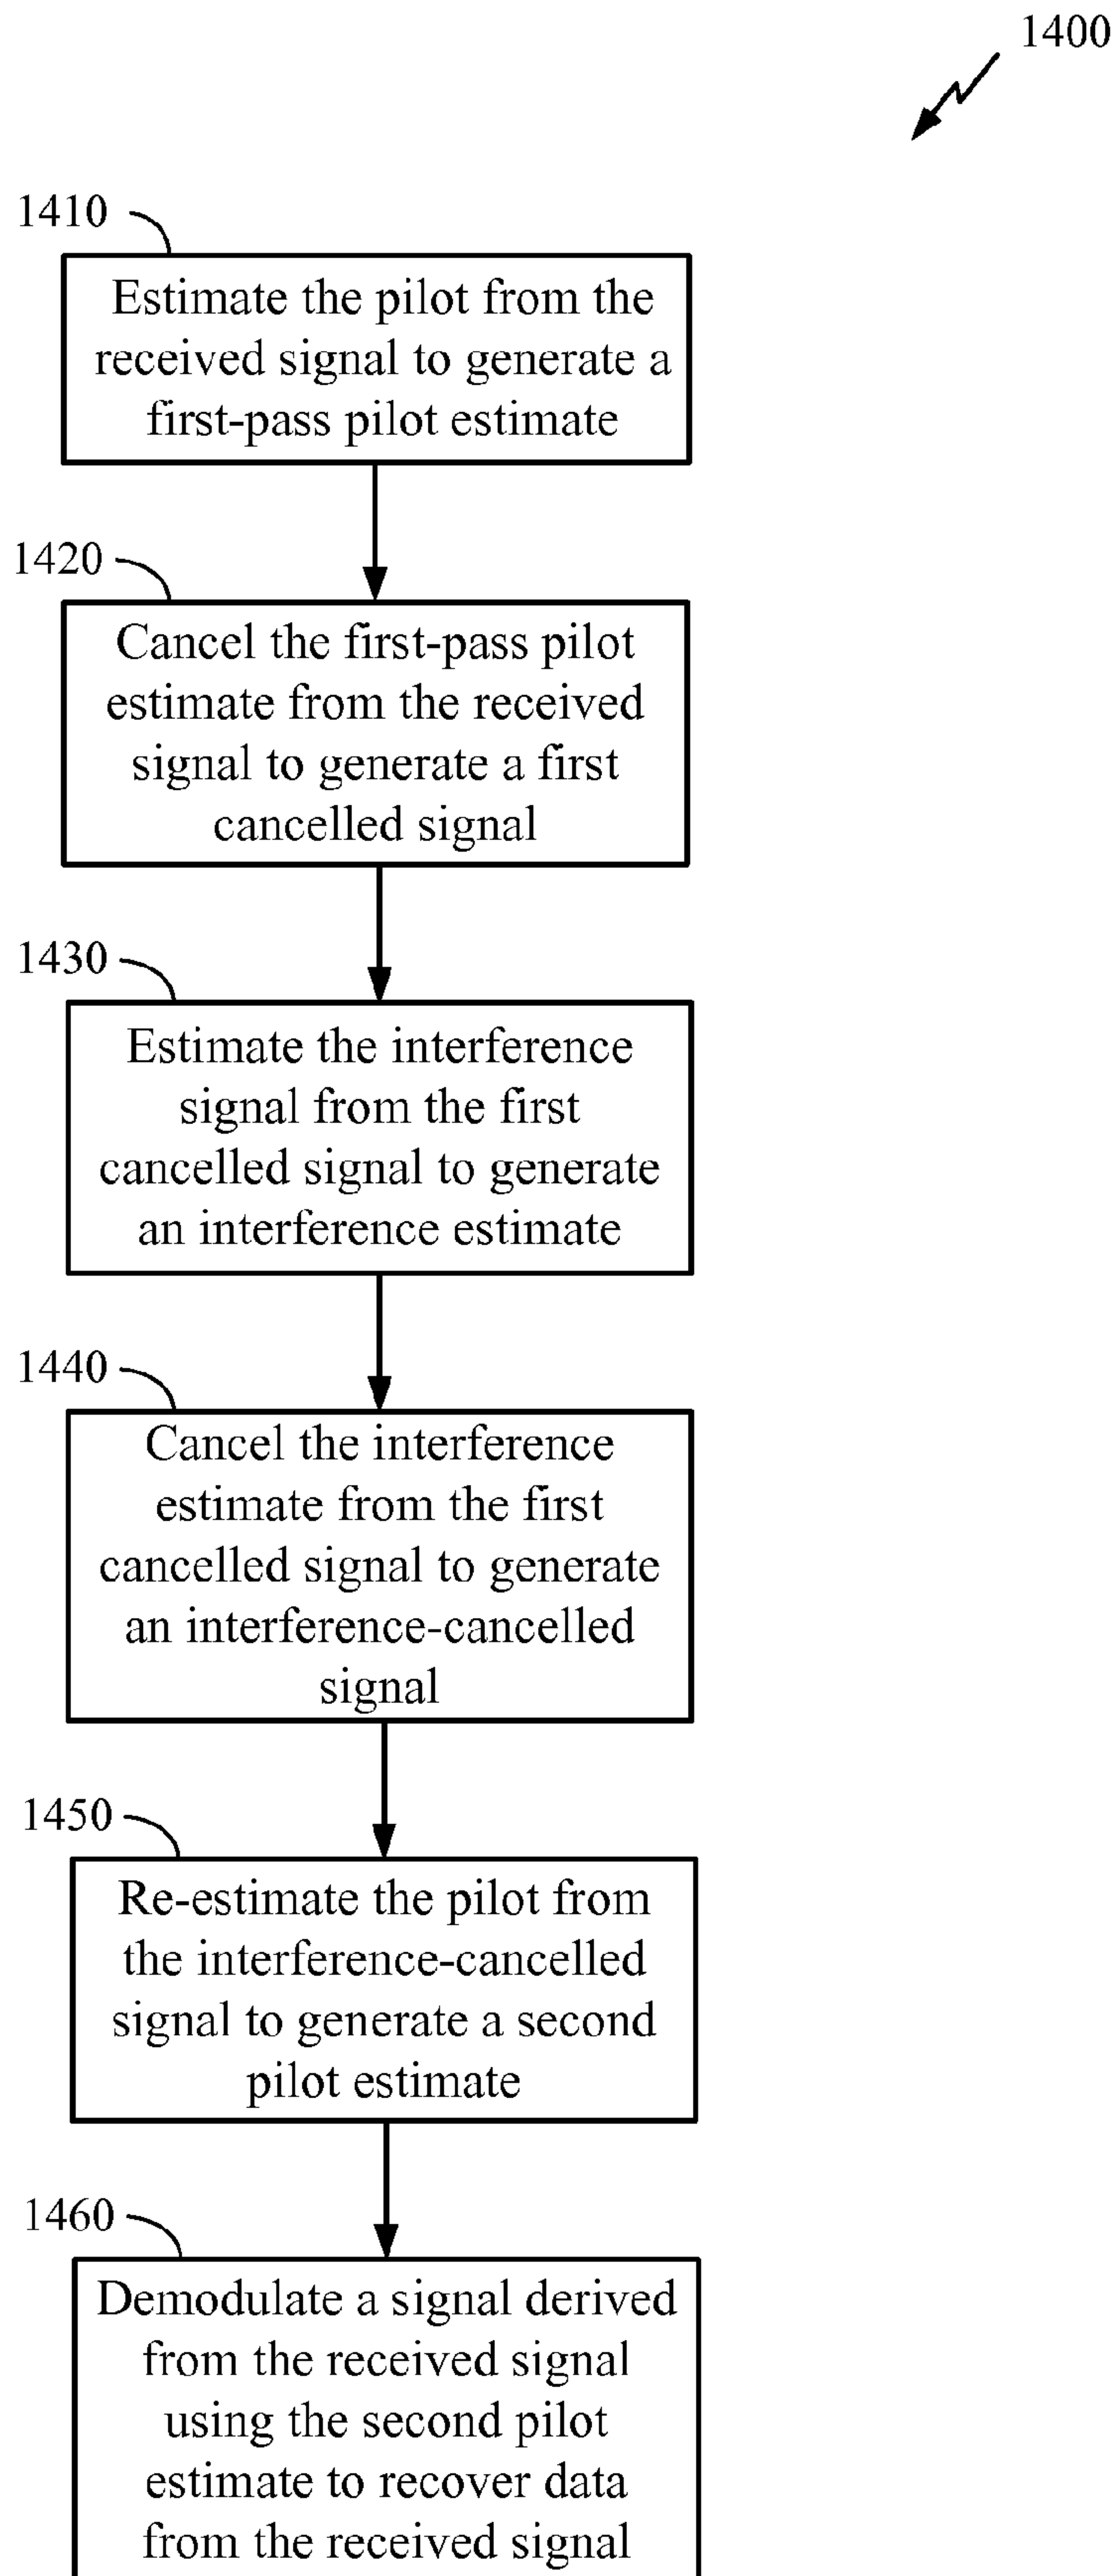 1400
1410
Estimate the pilot from the
received signal to generate a
first-pass pilot estimate
1420
Cancel the first-pass pilot
estimate from the received
signal to generate a first
cancelled signal
1430
Estimate the interference
signal from the first
cancelled signal to generate
an interference estimate
1440
Cancel the interference
estimate from the first
cancelled signal to generate
an interference-cancelled
signal
1450
Re-estimate the pilot from
the interference-cancelled
signal to generate a second
pilot estimate
1460
Demodulate a signal derived
from the received signal
using the second pilot
estimate to recover data
from the received signal